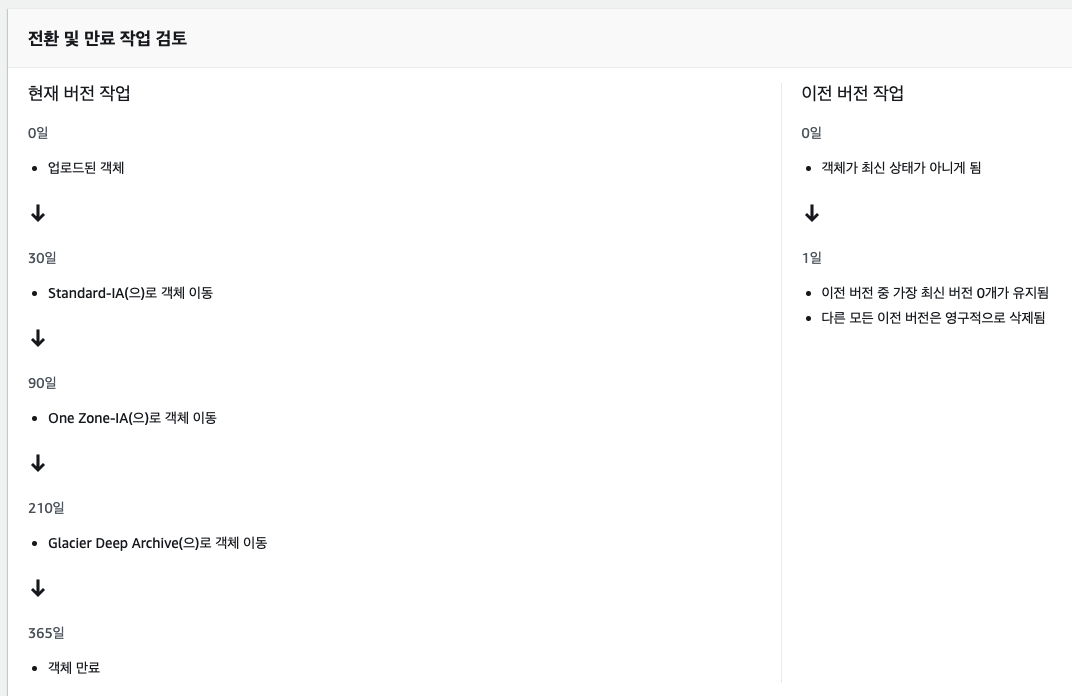 전환 및 만료 작업 검토
현재 버전 작업
0일
업로드된 객체
30일
Standard-IA(으)로 객체 이동
90일
One Zone-IA(으)로 객체 이동
210일
Glacier Deep Archive(으)로 객체 이동
365일
객체 만료
이전 버전 작업
0일
객체가 최신 상태가 아니게 됨
1일
이전 버전 중 가장 최신 버전 0개가 유지됨
다른 모든 이전 버전은 영구적으로 삭제됨